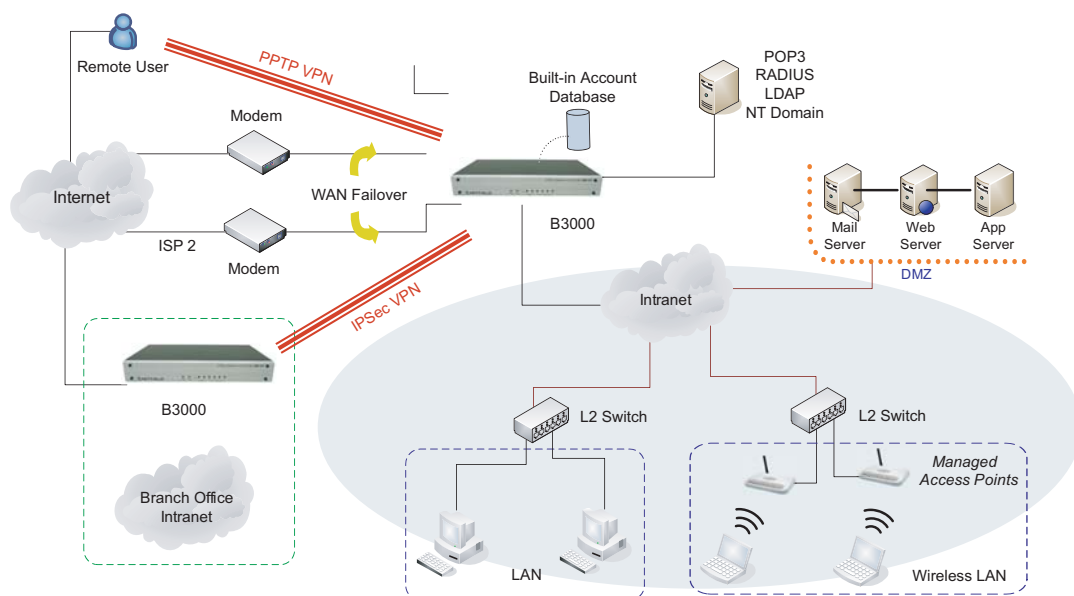 Remote User
PPTP VPN
Built-in Account
Database
POP3
RADIUS
LDAP
NT Domain
Modem
Internet
WAN Failover
B3000
Mail
Server
Web
Server
App
Server
DMZ
ISP 2
Modem
IPSec VPN
Intranet
B3000
L2 Switch
L2 Switch
Managed
Access Points
Branch Office
Intranet
LAN
Wireless LAN